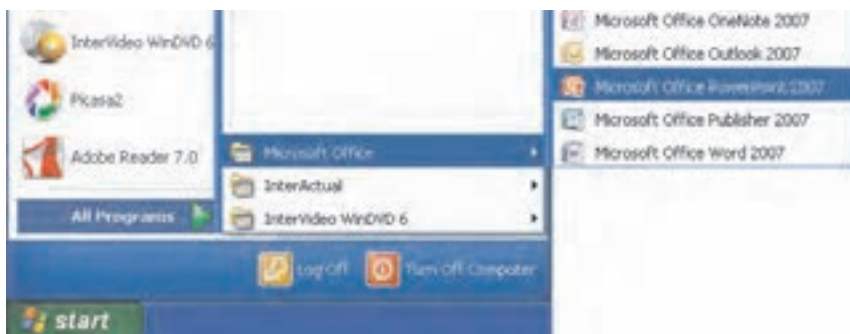 InterVideo WinDVD 6
Picasa2
Adobe Reader 7.0
All Programs
Microsoft Office
InterActual
InterVideo WinDVD 6
Microsoft Office OneNote 2007
Microsoft Office Outlook 2007
Microsoft Office PowerPoint 2007
Microsoft Office Publisher 2007
Microsoft Office Word 2007
Log Off
Turn Off Computer
start